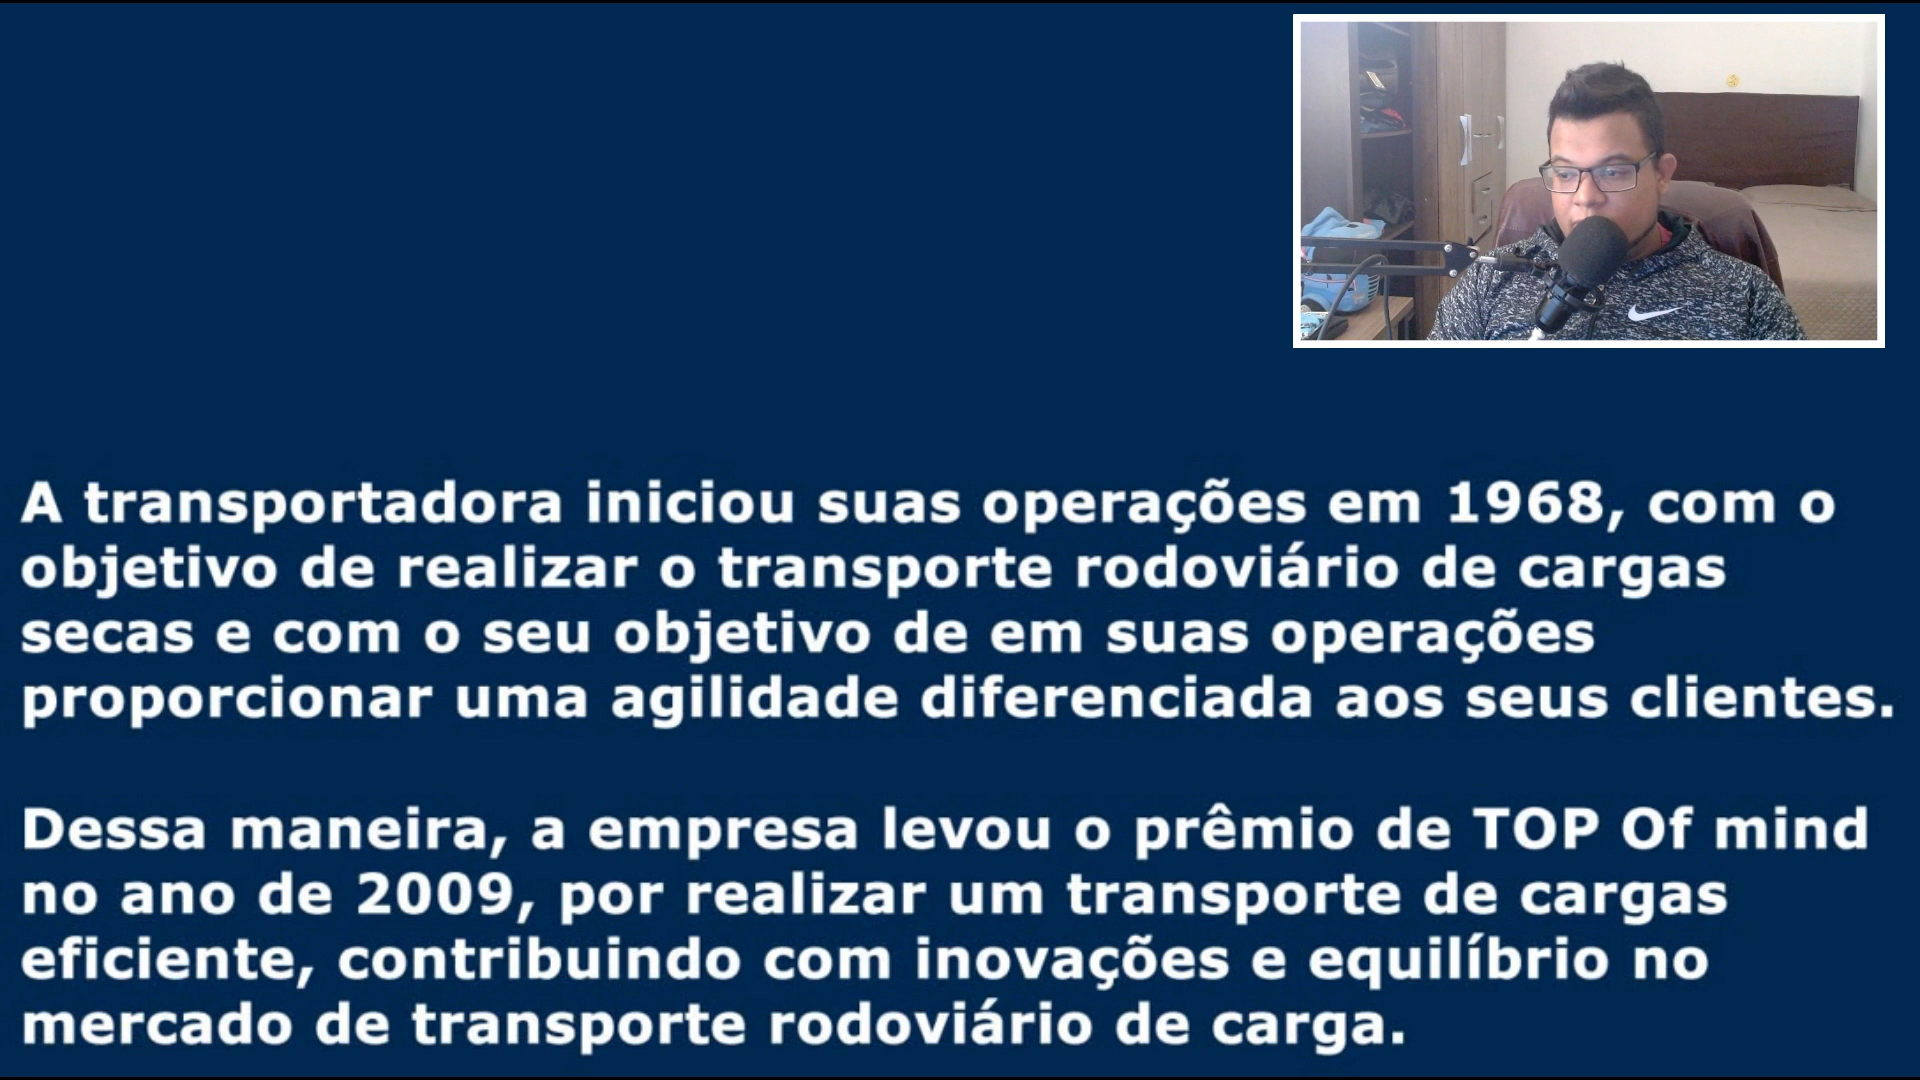 A transportadora iniciou suas operações em 1968, com o
objetivo de realizar o transporte rodoviário de cargas
secas e com o seu objetivo de em suas operações
proporcionar uma agilidade diferenciada aos seus clientes.
Dessa maneira, a empresa levou o prêmio de TOP Of mind
no ano de 2009, por realizar um transporte de cargas
eficiente, contribuindo com inovações e equilíbrio no
mercado de transporte rodoviário de carga.